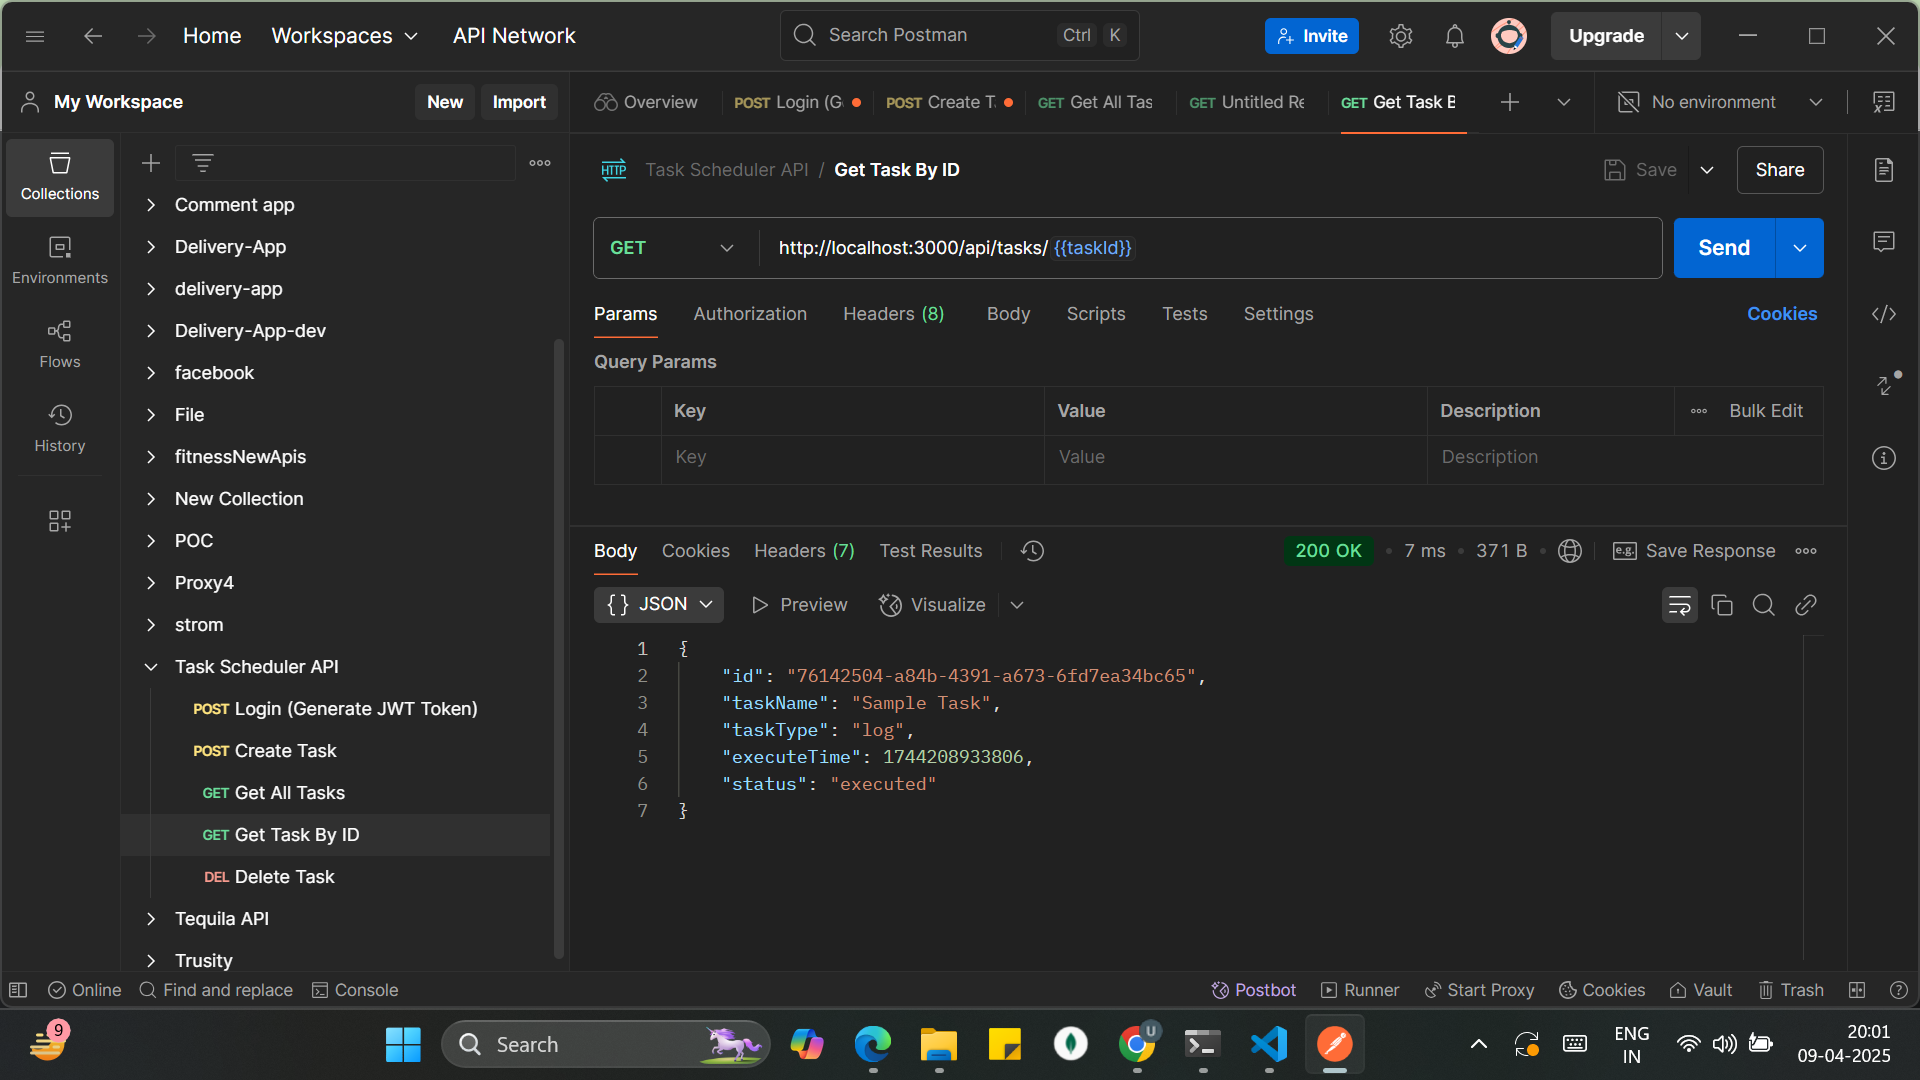 Home
Workspaces
API Network
Search Postman
Ctrl
K
Invite
Upgrade
My Workspace
New
Import
Overview
POST Login (G
POST Create T.
GET Get All Tas
GET Untitled Re
GET Get Task B
No environment
Collections
Environments
Flows
History
Comment app
Delivery-App
delivery-app
Delivery-App-dev
facebook
File
fitnessNewApis
New Collection
POC
Proxy4
strom
Task Scheduler API
POST Login (Generate JWT Token)
POST Create Task
GET Get All Tasks
GET Get Task By ID
DEL Delete Task
Tequila API
Trusity
HTTP
Task Scheduler API / Get Task By ID
Save
Share
GET
http://localhost:3000/api/tasks/ {{taskId}}
Send
Params
Authorization
Headers (8)
Body
Scripts
Tests
Settings
Cookies
Query Params
Key
Value
Description
Bulk Edit
Key
Value
Description
Body
Cookies
Headers (7)
Test Results
200 OK
7 ms
371 B
e.g.
Save Response
{} JSON
Preview
Visualize
1 {
2 "id": "76142504-a84b-4391-a673-6fd7ea34bc65",
3 "taskName": "Sample Task",
4 "taskType": "log",
5 "executeTime": 1744208933806,
6 "status": "executed"
7 }
Online
Find and replace
Console
Postbot
Runner
Start Proxy
Cookies
Vault
Trash
9
Search
U
ENG
IN
20:01
09-04-2025